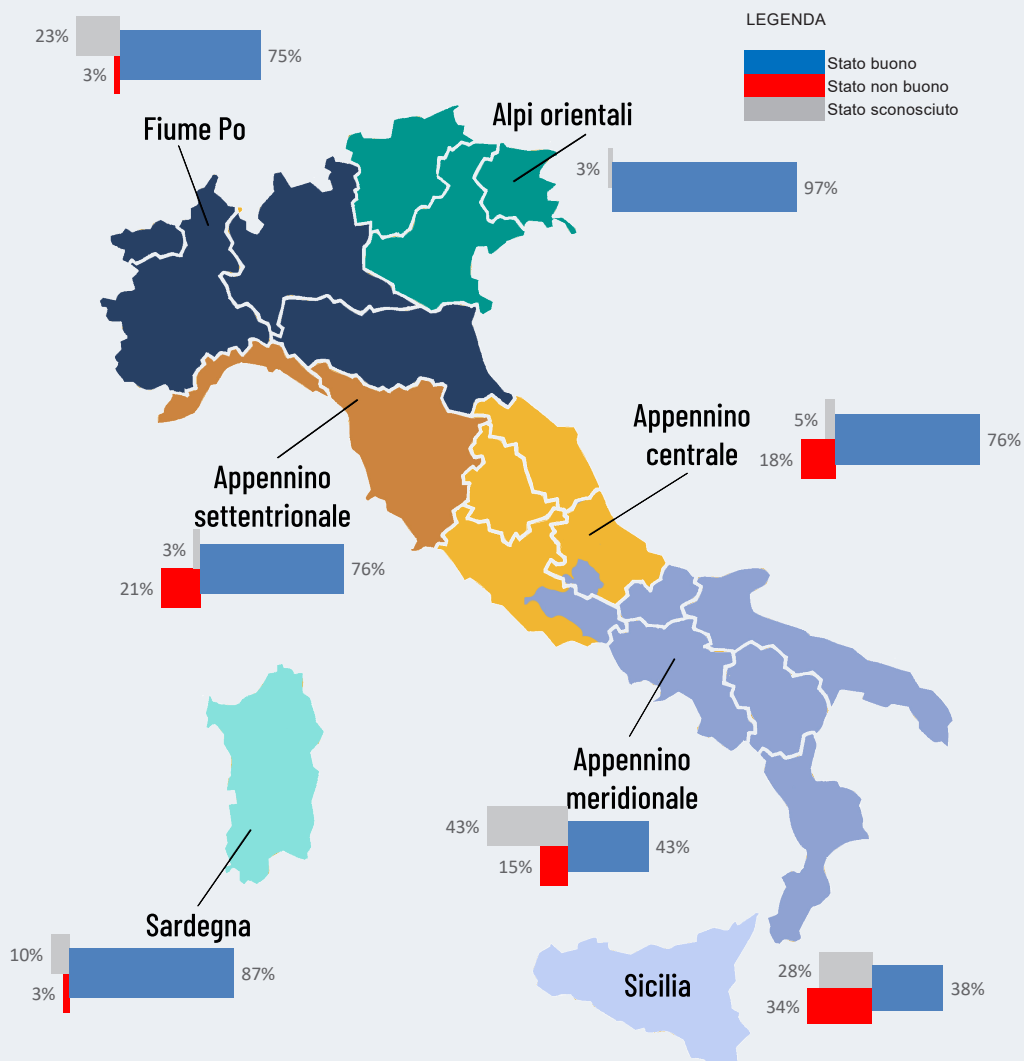 LEGENDA
Stato buono
Stato non buono
Stato sconosciuto
23%
75%
3%
Fiume Po
Alpi orientali
3%
97%
Appennino
centrale
5%
76%
18%
Appennino
settentrionale
3%
76%
21%
Appennino
meridionale
43%
43%
15%
Sardegna
10%
87%
3%
Sicilia
28%
38%
34%